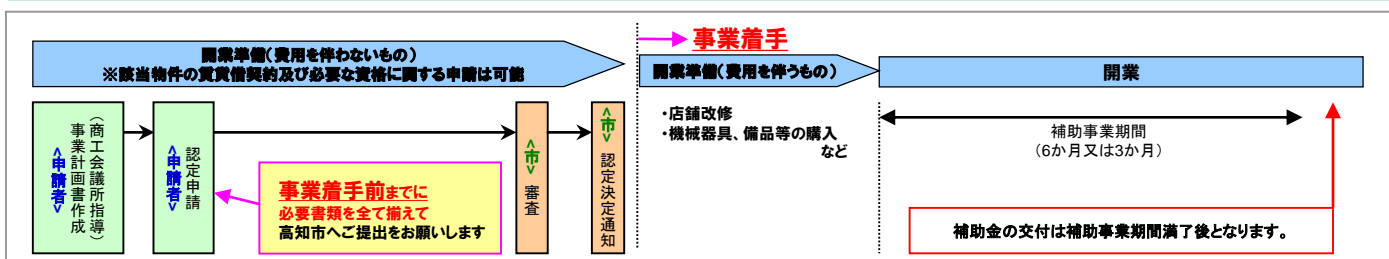 開業準備(費用を伴わないもの)
※該当物件の賃貸借契約及び必要な資格に関する申請は可能
事業着手
開業準備(費用を伴うもの)
開業
<申請者>
事業計画書作成
(商工会議所指導)
<申請者>
認定申請
事業着手前までに
必要書類を全て揃えて
高知市へご提出をお願いします
<市>
審査
<市>
認定決定通知
・店舗改修
・機械器具、備品等の購入
など
補助事業期間
(6か月又は3か月)
補助金の交付は補助事業期間満了後となります。